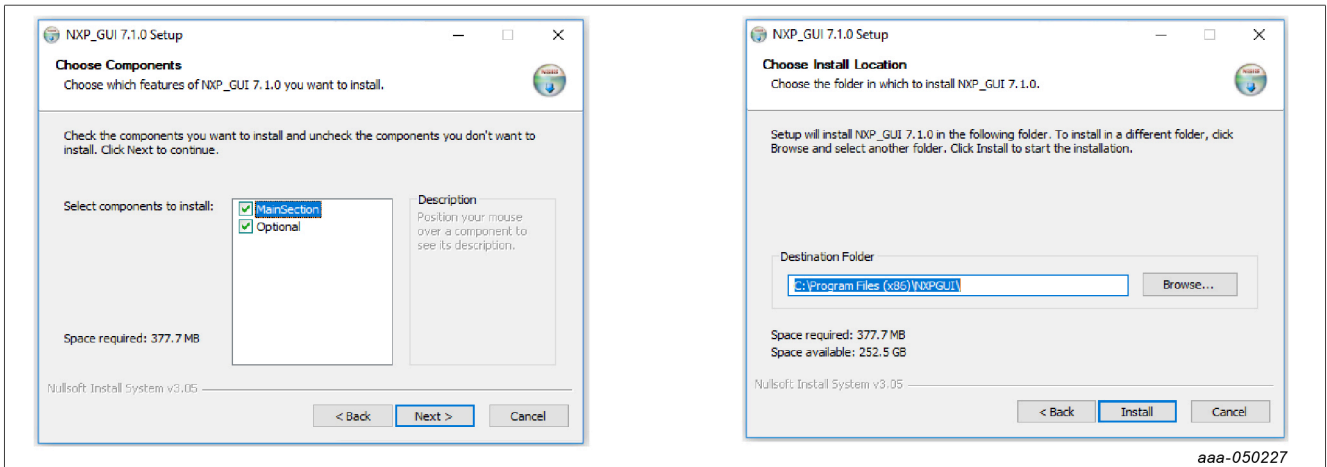 NXP_GUI 7.1.0 Setup
Choose Components
Choose which features of NXP_GUI 7.1.0 you want to install.
Check the components you want to install and uncheck the components you don't want to
install. Click Next to continue.
Select components to install:
MainSection
Optional
Description
Position your mouse
over a component to
see its description.
Space required: 377.7 MB
Nullsoft Install System v3.05
< Back
Next >
Cancel
NXP_GUI 7.1.0 Setup
Choose Install Location
Choose the folder in which to install NXP_GUI 7.1.0.
Setup will install NXP_GUI 7.1.0 in the following folder. To install in a different folder, click
Browse and select another folder. Click Install to start the installation.
Destination Folder
C:\Program Files (x86)\NXPGUI\
Browse...
Space required: 377.7 MB
Space available: 252.5 GB
Nullsoft Install System v3.05
< Back
Install
Cancel
aaa-050227